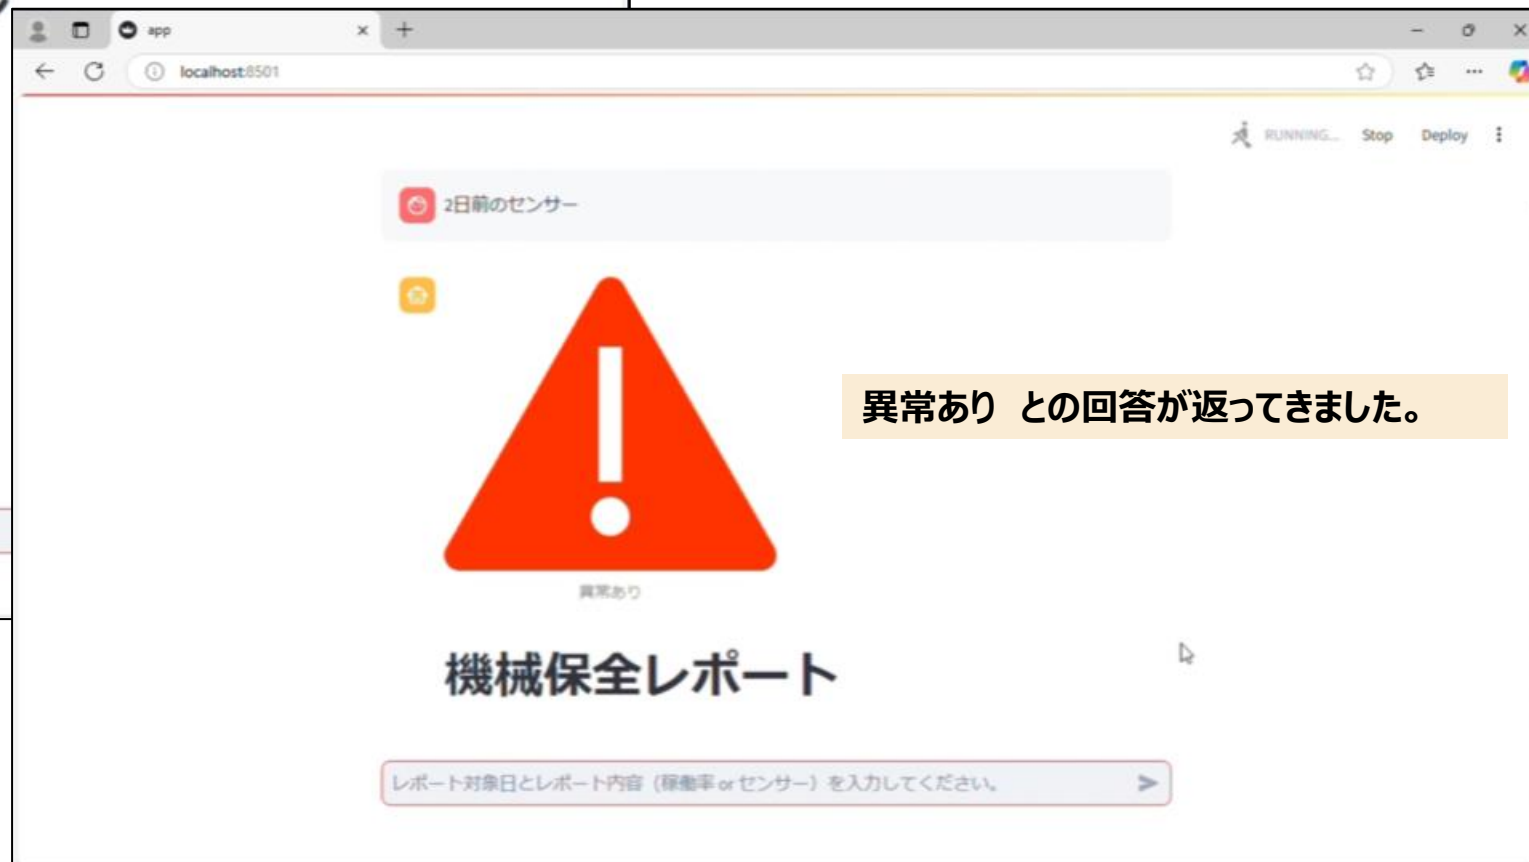 app
localhost:8501
RUNNING... Stop Deploy
2日前のセンサー
異常あり との回答が返ってきました。
異常あり
機械保全レポート
レポート対象日とレポート内容（稼働率 or センサー）を入力してください。